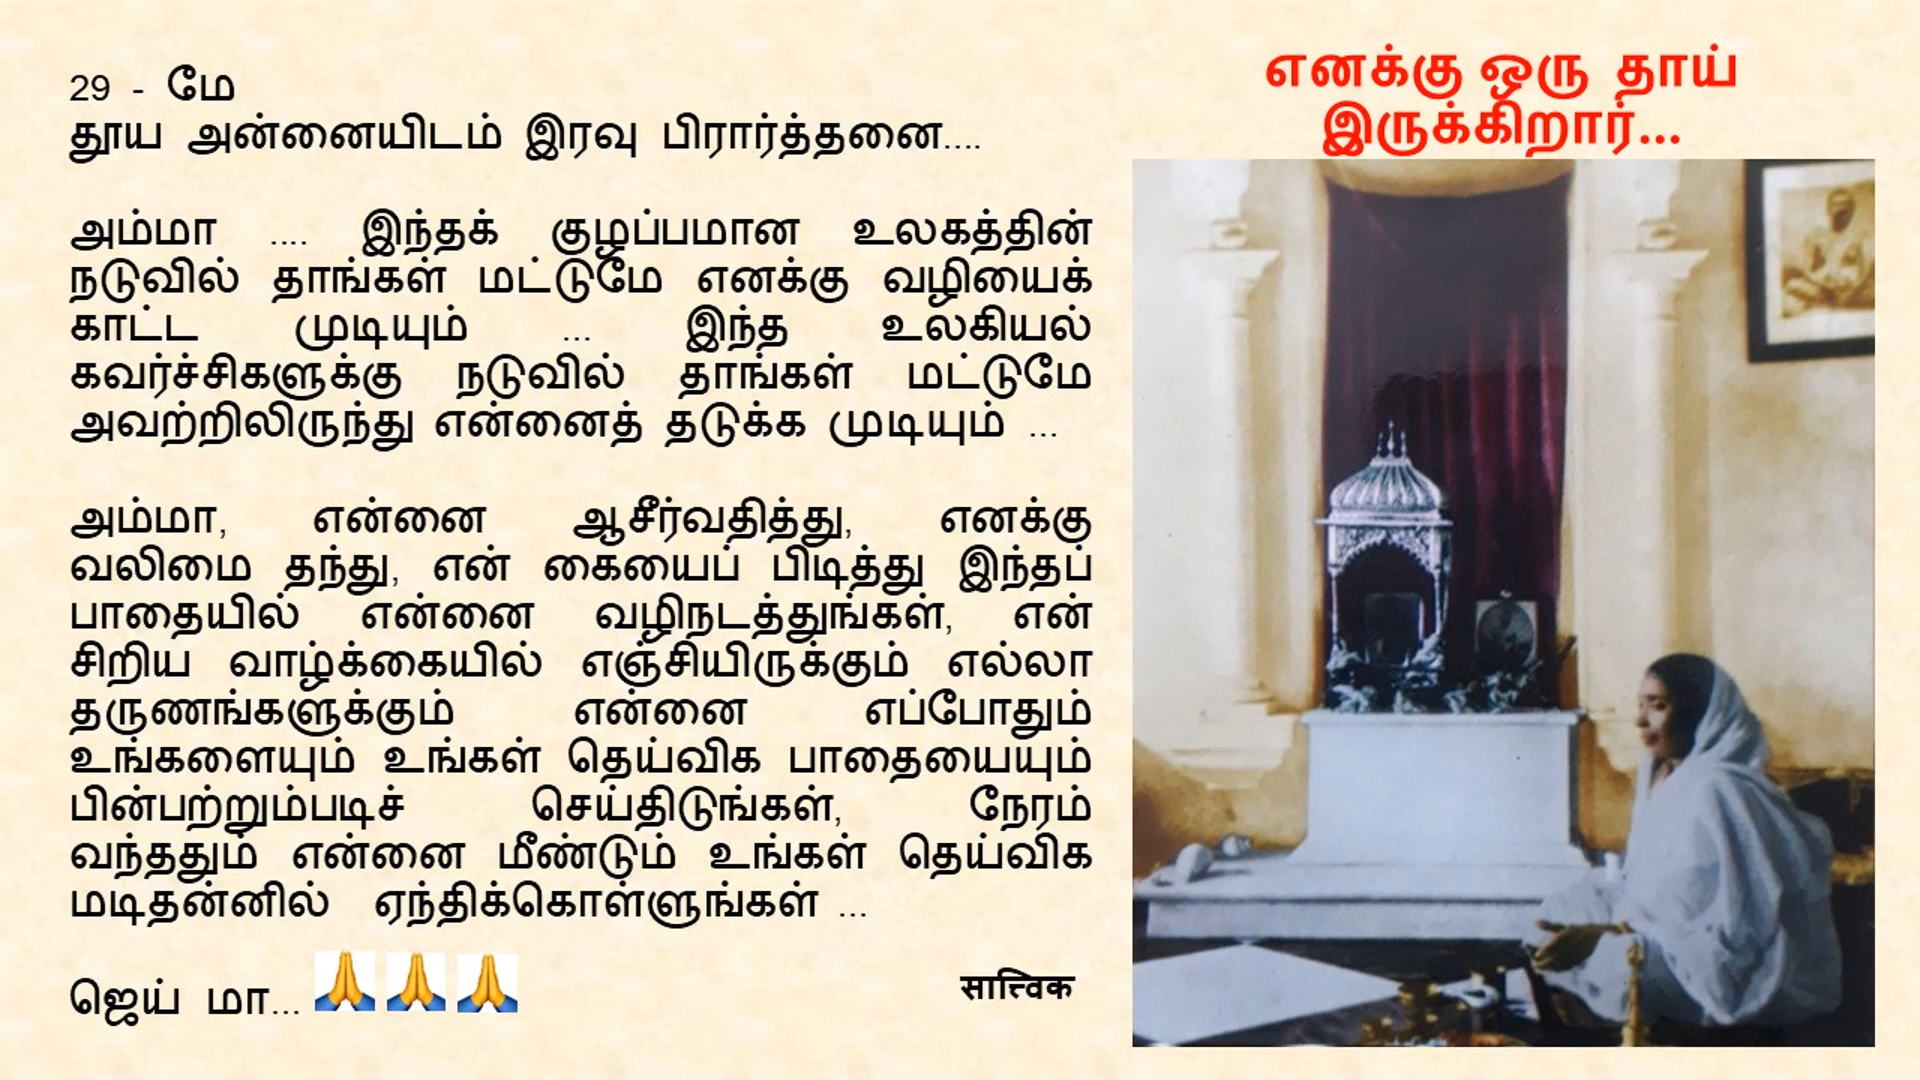 29 - மே
தூய அன்னையிடம் இரவு பிரார்த்தனை....
அம்மா .... இந்தக் குழப்பமான உலகத்தின்
நடுவில் தாங்கள் மட்டுமே எனக்கு வழியைக்
காட்ட முடியும் ... இந்த உலகியல்
கவர்ச்சிகளுக்கு நடுவில் தாங்கள் மட்டுமே
அவற்றிலிருந்து என்னைத் தடுக்க முடியும் ...
அம்மா, என்னை ஆசீர்வதித்து, எனக்கு
வலிமை தந்து, என் கையைப் பிடித்து இந்தப்
பாதையில் என்னை வழிநடத்துங்கள், என்
சிறிய வாழ்க்கையில் எஞ்சியிருக்கும் எல்லா
தருணங்களுக்கும் என்னை எப்போதும்
உங்களையும் உங்கள் தெய்விக பாதையையும்
பின்பற்றும்படிச் செய்திடுங்கள், நேரம்
வந்ததும் என்னை மீண்டும் உங்கள் தெய்விக
மடிதன்னில் ஏந்திக்கொள்ளுங்கள் ...
ஜெய் மா... 🙏 🙏 🙏
सात्त्विक
எனக்கு ஒரு தாய்
இருக்கிறார்...